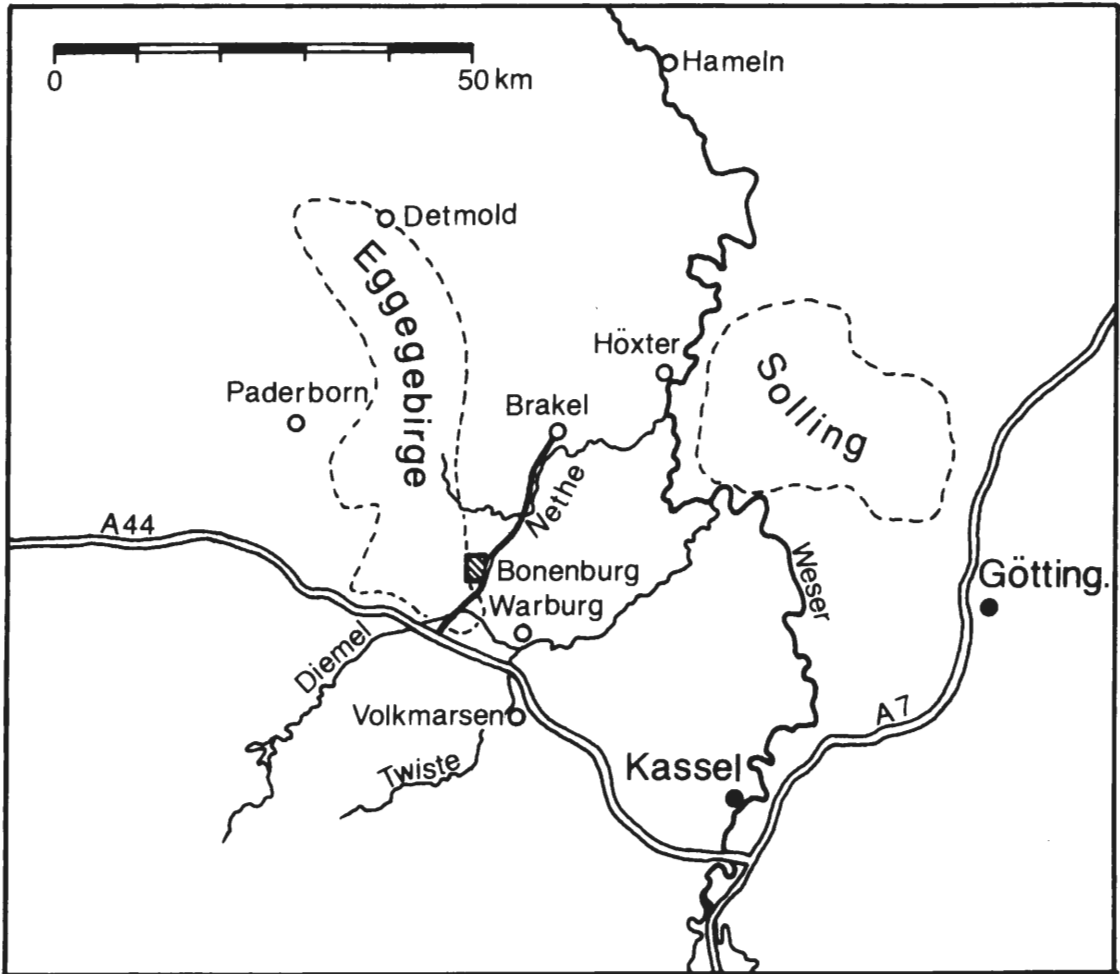 0
50 km
Hameln
Detmold
Eggegebirge
Höxter
Solling
Paderborn
Brakel
Nethe
A44
Weser
Bonenburg
Götting.
Warburg
Diemel
Volkmarsen
A7
Twiste
Kassel